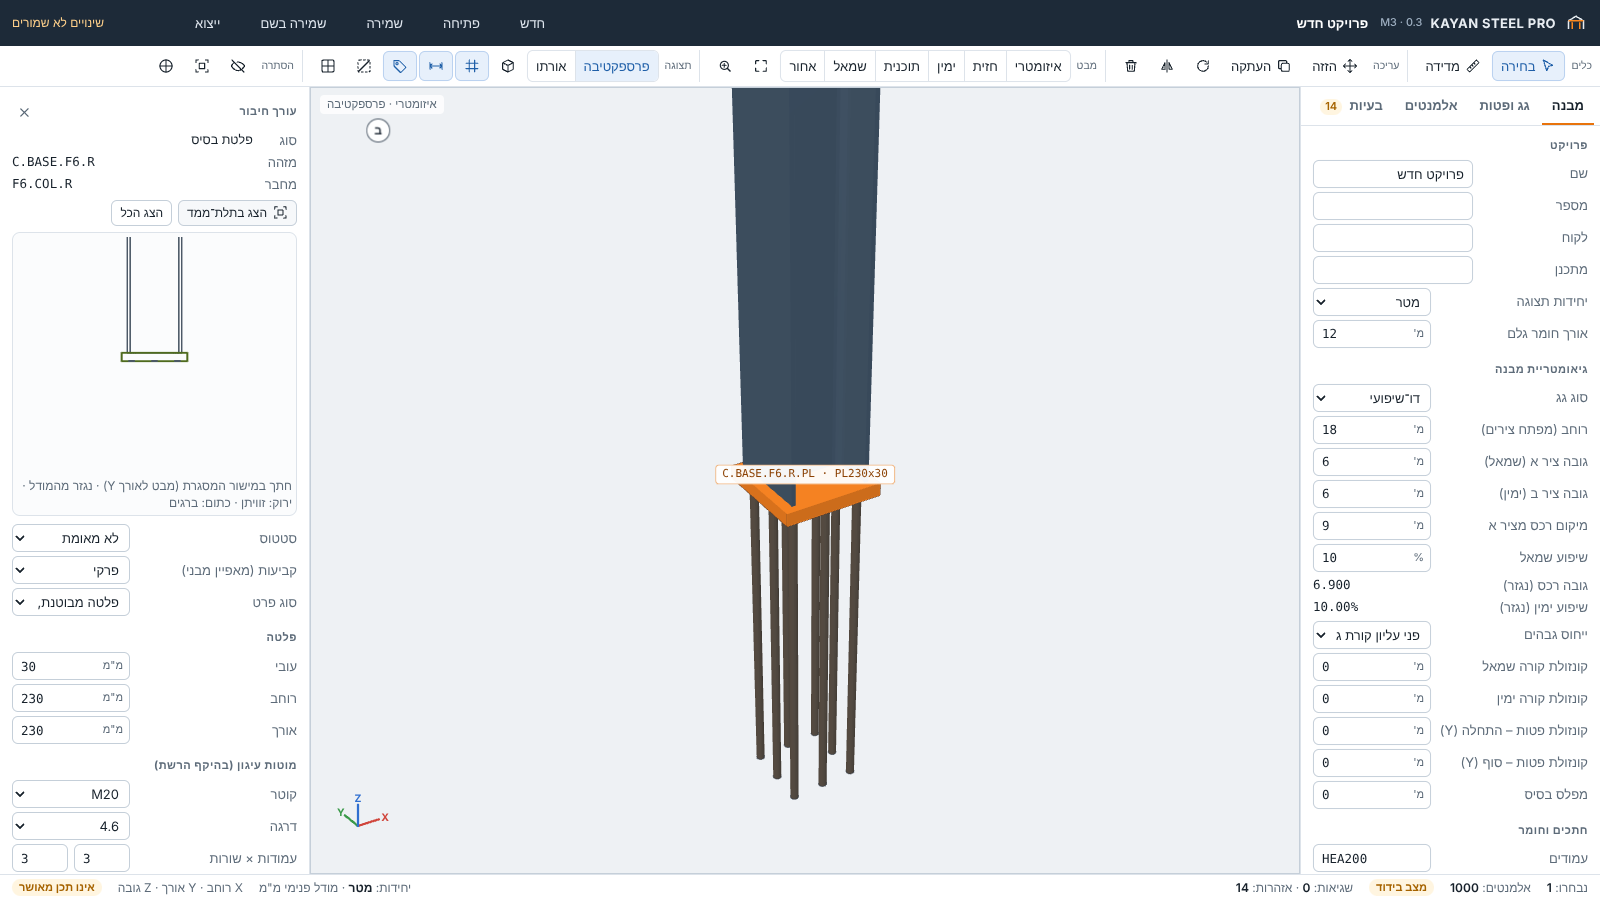 KAYAN STEEL PRO M3 · 0.3 פרויקט חדש
חדש פתיחה שמירה שמירה בשם ייצוא
שינויים לא שמורים
כלים בחירה מדידה
עריכה הזזה העתקה
מבט איזומטרי חזית ימין תוכנית שמאל אחור
תצוגה פרספקטיבה אורתו
הסתרה
מבנה גג ופטות אלמנטים בעיות 14
פרויקט
שם פרויקט חדש
מספר
לקוח
מתכנן
יחידות תצוגה מטר
אורך חומר גלם 12 מ'
גיאומטריית מבנה
סוג גג דו־שיפועי
רוחב (מפתח צירים) 18 מ'
גובה ציר א (שמאל) 6 מ'
גובה ציר ב (ימין) 6 מ'
מיקום רכס מציר א 9 מ'
שיפוע שמאל 10 %
גובה רכס (נגזר) 6.900
שיפוע ימין (נגזר) 10.00%
ייחוס גבהים פני עליון קורת ג
קונזולת קורה שמאל 0 מ'
קונזולת קורה ימין 0 מ'
קונזולת פטות – התחלה (Y) 0 מ'
קונזולת פטות – סוף (Y) 0 מ'
מפלס בסיס 0 מ'
חתכים וחומר
עמודים HEA200
איזומטרי · פרספקטיבה
ב
C.BASE.F6.R.PL · PL230x30
Z
Y
X
עורך חיבור
סוג פלטת בסיס
מזהה C.BASE.F6.R
מחבר F6.COL.R
הצג בתלת־ממד הצג הכל
חתך במישור המסגרת (מבט לאורך Y) · נגזר מהמודל ·
ירוק: זוויתן · כתום: ברגים
סטטוס לא מאומת
קביעות (מאפיין מבני) פרקי
סוג פרט פלטה מבוטנת,
פלטה
עובי 30 מ"מ
רוחב 230 מ"מ
אורך 230 מ"מ
מוטות עיגון (בהיקף הרשת)
קוטר M20
דרגה 4.6
עמודות × שורות 3 3
נבחרו: 1 אלמנטים: 1000 מצב בידוד שגיאות: 0 · אזהרות: 14
יחידות: מטר · מודל פנימי מ"מ X רוחב · Y אורך · Z גובה אינו תכן מאושר